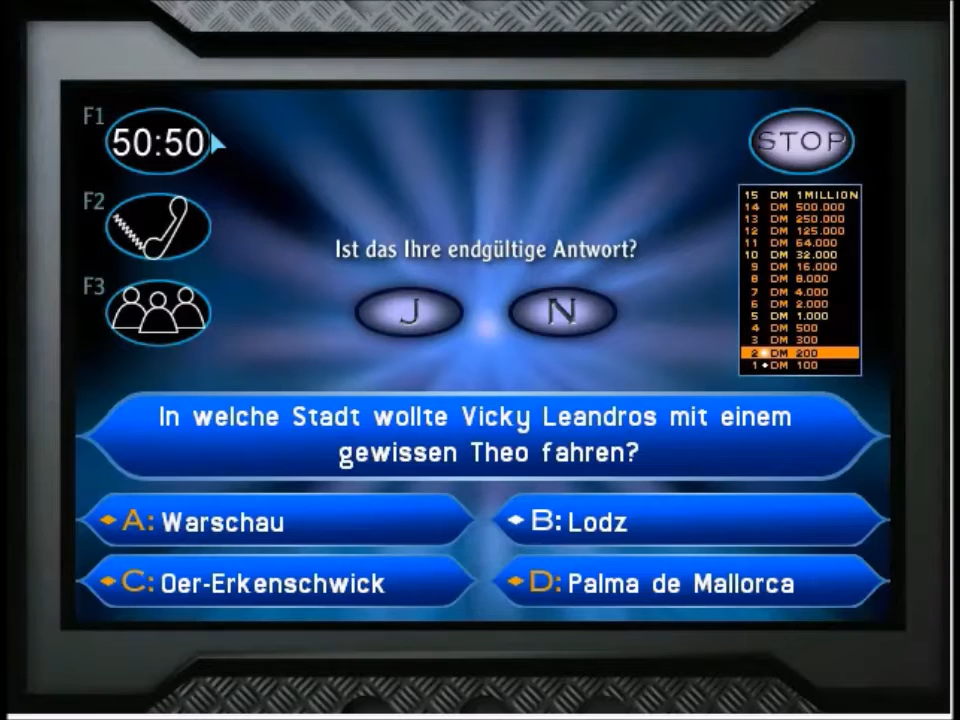 F1
50:50
STOP
F2
F3
Ist das Ihre endgültige Antwort?
J
N
15 DM 1MILLION
14 DM 500.000
13 DM 250.000
12 DM 125.000
11 DM 64.000
10 DM 32.000
9 DM 16.000
8 DM 8.000
7 DM 4.000
6 DM 2.000
5 DM 1.000
4 DM 500
3 DM 300
2 DM 200
1 DM 100
In welche Stadt wollte Vicky Leandros mit einem
gewissen Theo fahren?
A: Warschau
B: Lodz
C: Oer-Erkenschwick
D: Palma de Mallorca